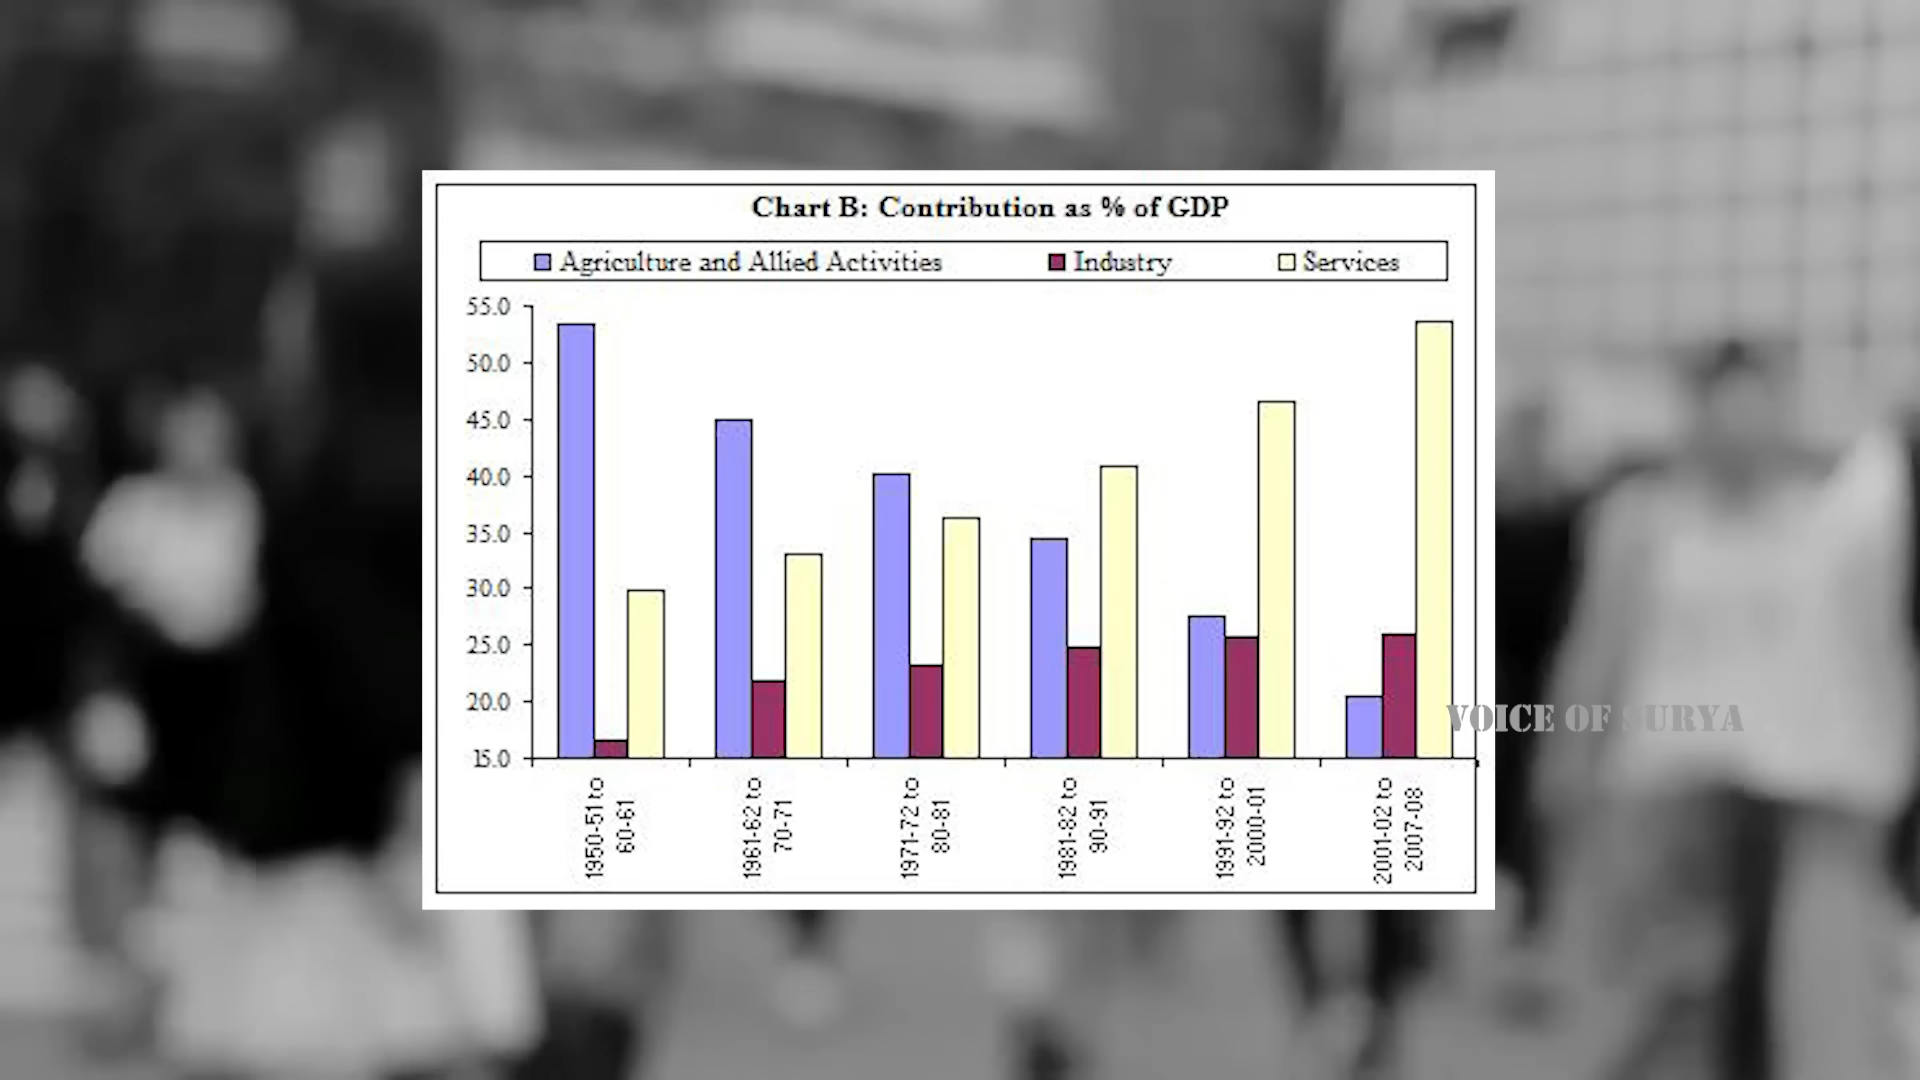 Chart B: Contribution as % of GDP
Agriculture and Allied Activities Industry Services
55.0
50.0
45.0
40.0
35.0
30.0
25.0
20.0
15.0
1950-51 to
60-61
1961-62 to
70-71
1971-72 to
80-81
1981-82 to
90-91
1991-92 to
2000-01
2001-02 to
2007-08
VOICE OF SURYA